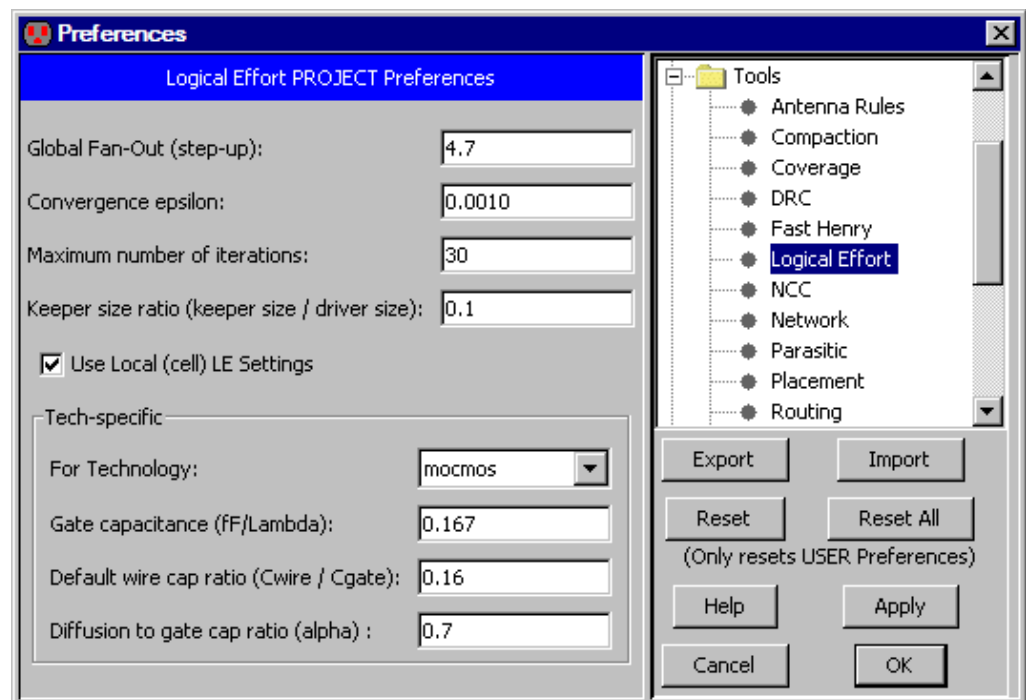 Preferences
Logical Effort PROJECT Preferences
Global Fan-Out (step-up): 4.7
Convergence epsilon: 0.0010
Maximum number of iterations: 30
Keeper size ratio (keeper size / driver size): 0.1
Use Local (cell) LE Settings
Tech-specific
For Technology: mocmos
Gate capacitance (fF/Lambda): 0.167
Default wire cap ratio (Cwire / Cgate): 0.16
Diffusion to gate cap ratio (alpha) : 0.7
Tools
Antenna Rules
Compaction
Coverage
DRC
Fast Henry
Logical Effort
NCC
Network
Parasitic
Placement
Routing
Export Import
Reset Reset All
(Only resets USER Preferences)
Help Apply
Cancel OK